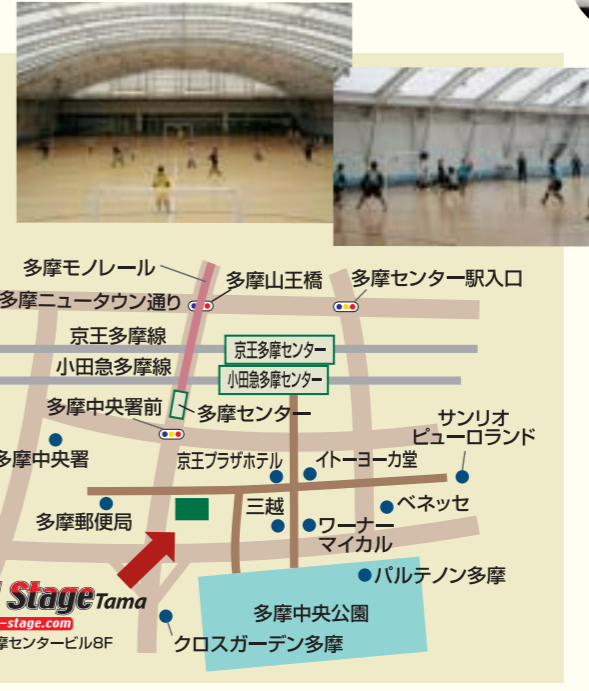 多摩モノレール
多摩山王橋
多摩センター駅入口
多摩ニュータウン通り
京王多摩線
京王多摩センター
小田急多摩線
小田急多摩センター
多摩中央署前
多摩センター
サンリオ
ピューロランド
多摩中央署
京王プラザホテル
イトーヨーカ堂
三越
ベネッセ
多摩郵便局
ワーナー
マイカル
パルテノン多摩
Stage Tama
-stage.com
多摩中央公園
摩センタービル8F
クロスガーデン多摩